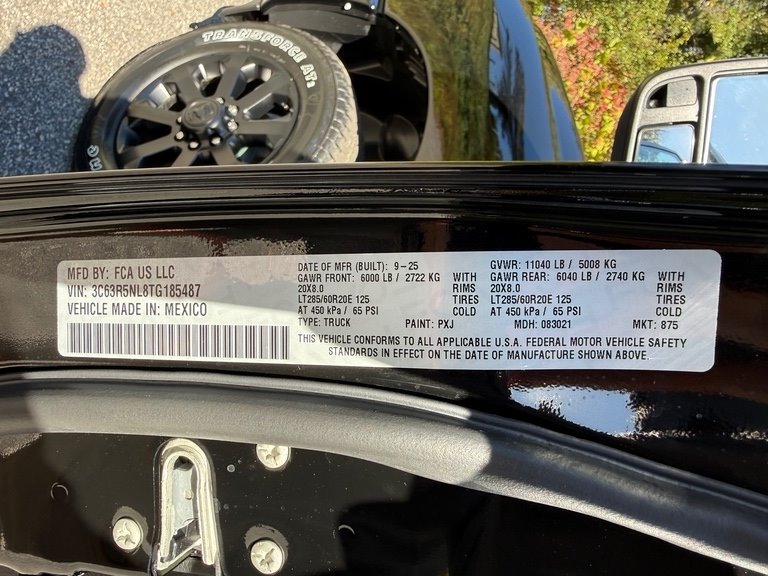 TRANSFORCE AT2
MFD BY: FCA US LLC
VIN: 3C63R5NL8TG185487
VEHICLE MADE IN: MEXICO
DATE OF MFR (BUILT): 9-25
GAWR FRONT: 6000 LB / 2722 KG WITH
20X8.0 RIMS
LT285/60R20E 125 TIRES
AT 450 kPa / 65 PSI COLD
TYPE: TRUCK PAINT: PXJ
GVWR: 11040 LB / 5008 KG
GAWR REAR: 6040 LB / 2740 KG WITH
20X8.0 RIMS
LT285/60R20E 125 TIRES
AT 450 kPa / 65 PSI COLD
MDH: 083021 MKT: 875
THIS VEHICLE CONFORMS TO ALL APPLICABLE U.S.A. FEDERAL MOTOR VEHICLE SAFETY
STANDARDS IN EFFECT ON THE DATE OF MANUFACTURE SHOWN ABOVE.